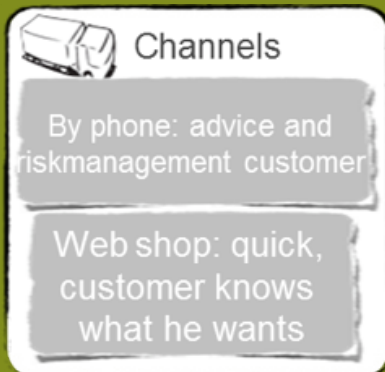 Channels
By phone: advice and
riskmanagement customer
Web shop: quick,
customer knows
what he wants